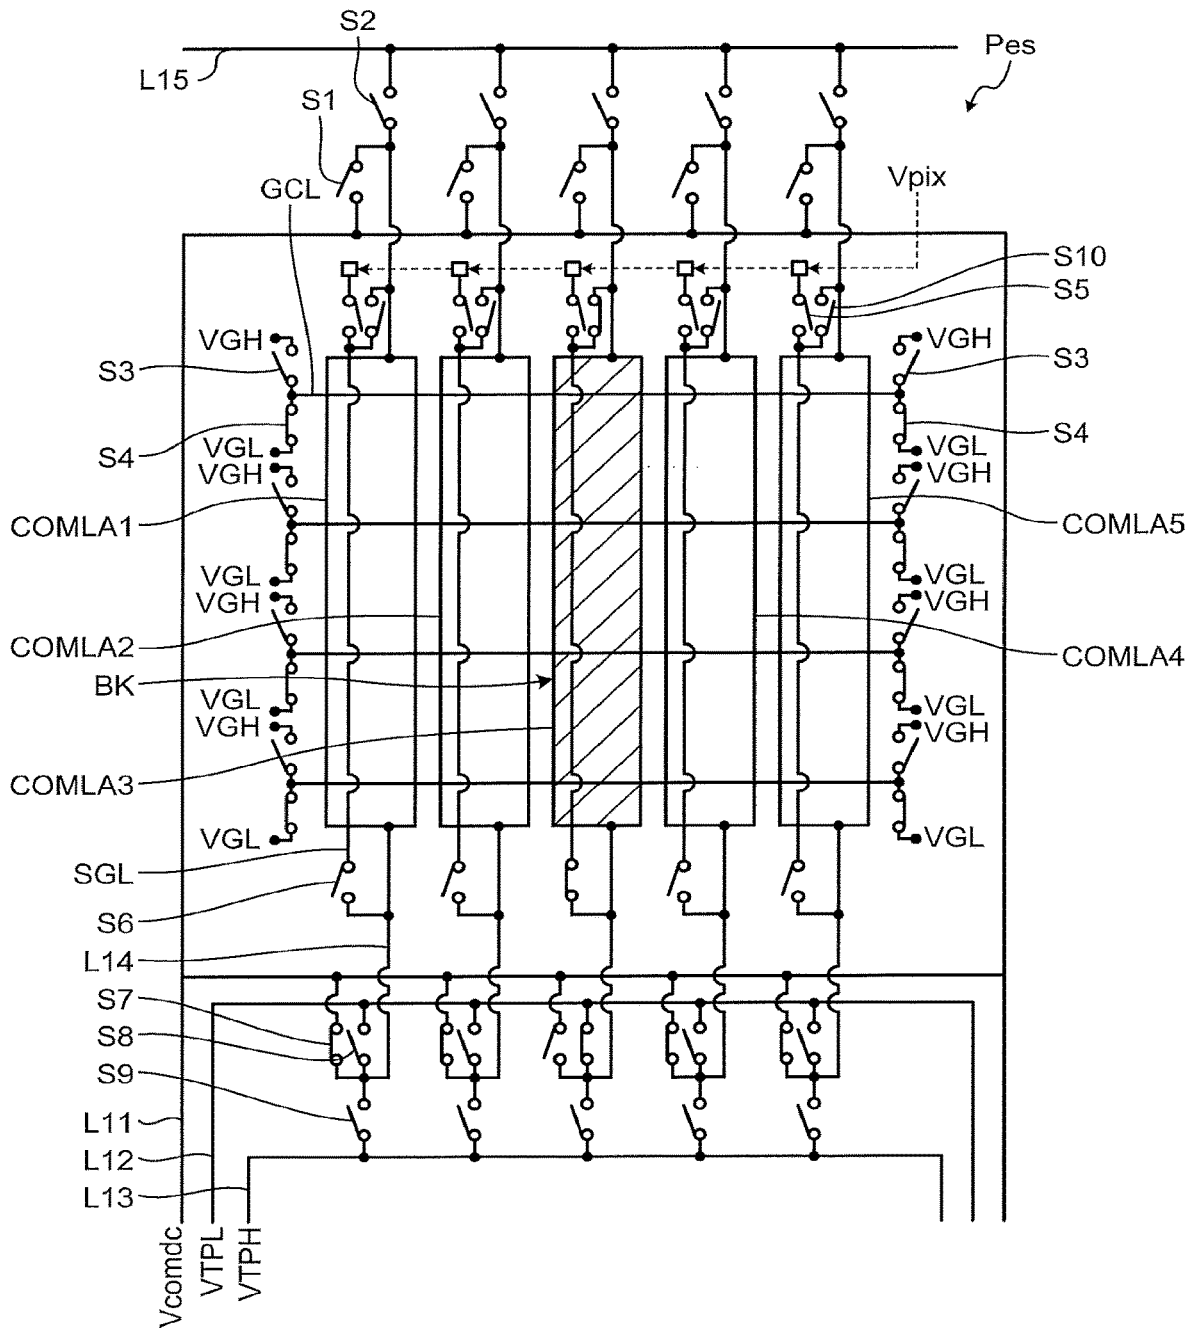 S2
Pes
L15
S1
Vpix
GCL
S10
S5
VGH
VGH
S3
S3
S4
S4
VGL
VGL
VGH
VGH
COMLA1
COMLA5
VGL
VGL
VGH
VGH
COMLA2
COMLA4
BK
VGL
VGL
VGH
VGH
COMLA3
VGL
VGL
SGL
S6
L14
S7
S8
S9
L11
L12
L13
Vcomdc
VTPL
VTPH